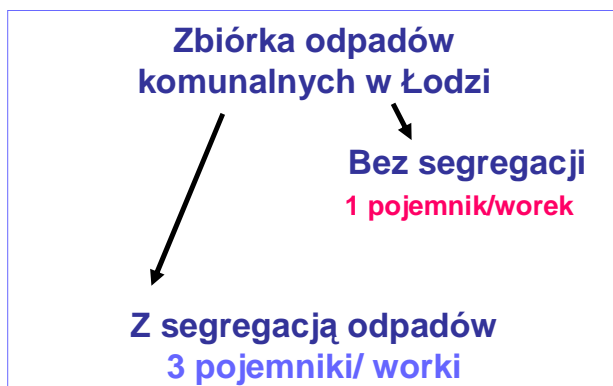 Zbiórka odpadów
komunalnych w Łodzi
Bez segregacji
1 pojemnik/worek
Z segregacją odpadów
3 pojemniki/ worki